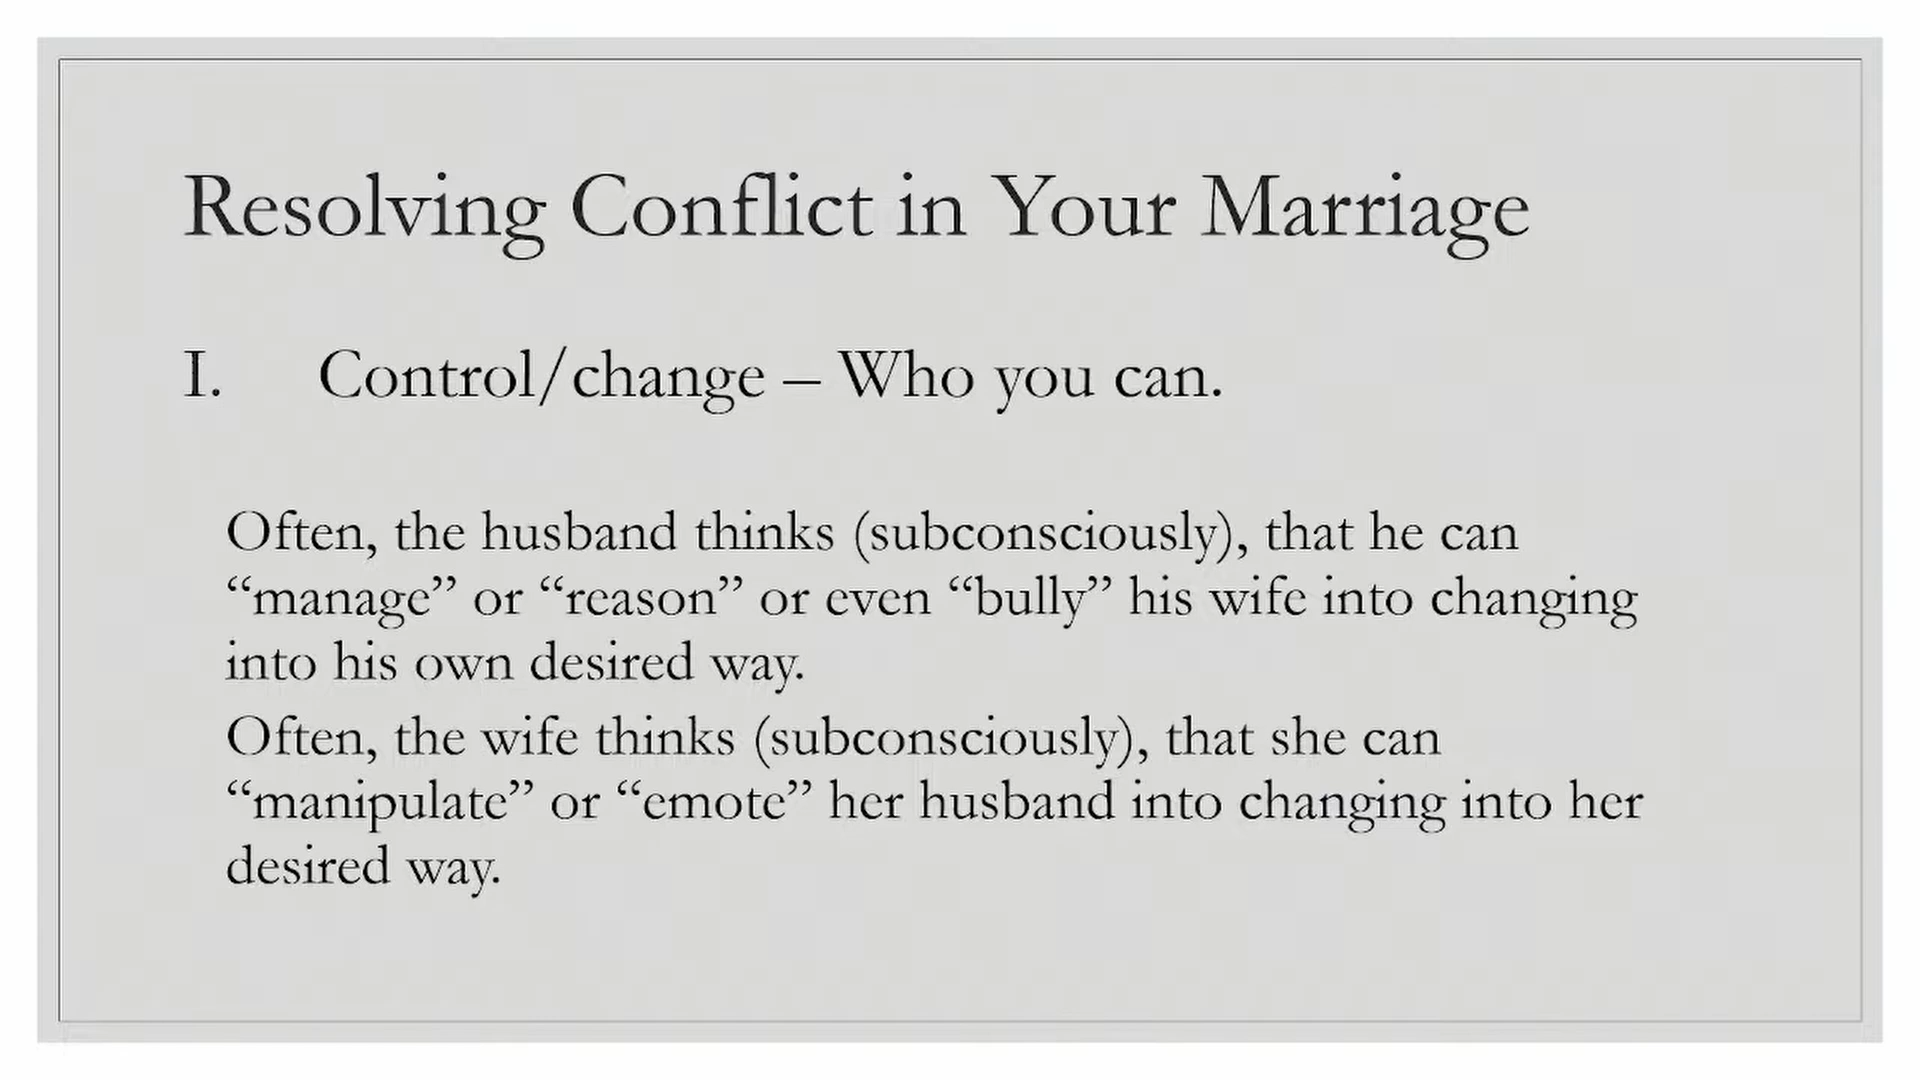 Resolving Conflict in Your Marriage
I. Control/change – Who you can.
Often, the husband thinks (subconsciously), that he can
“manage” or “reason” or even “bully” his wife into changing
into his own desired way.
Often, the wife thinks (subconsciously), that she can
“manipulate” or “emote” her husband into changing into her
desired way.